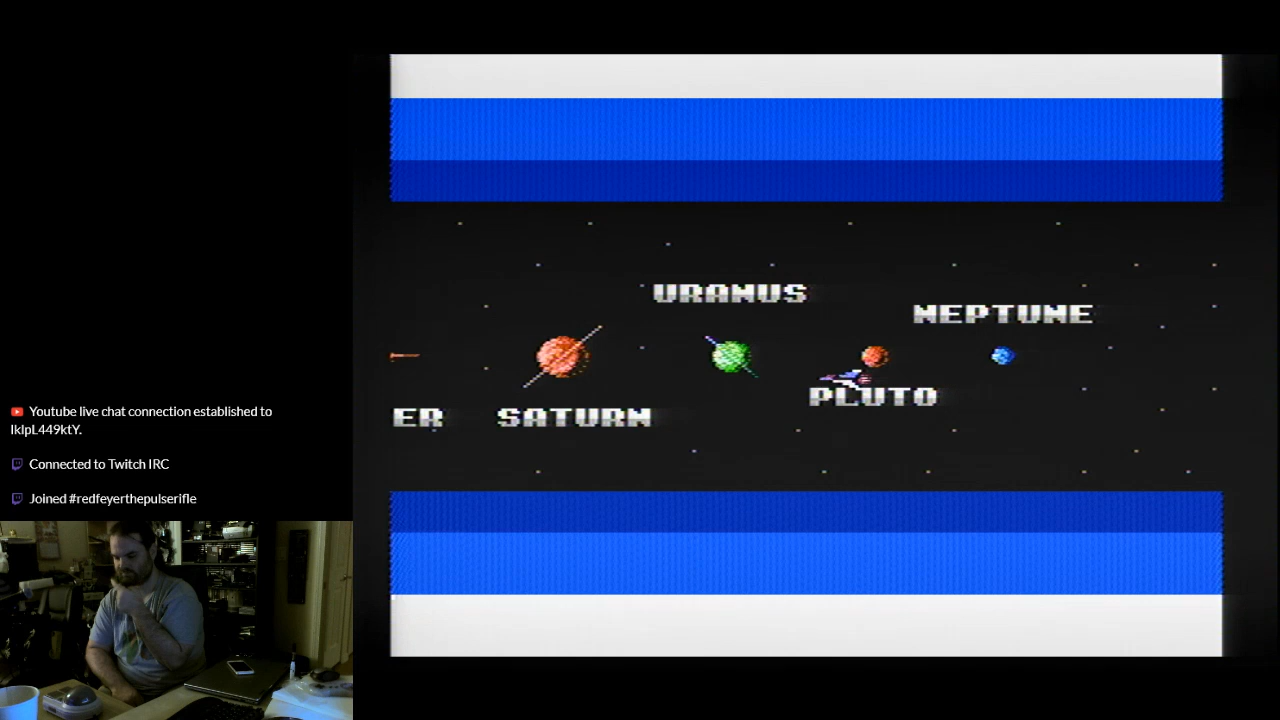 URANUS
NEPTUNE
PLUTO
ER SATURN
Youtube live chat connection established to
lklpL449ktY.
Connected to Twitch IRC
Joined #redfeyerthepulserifle